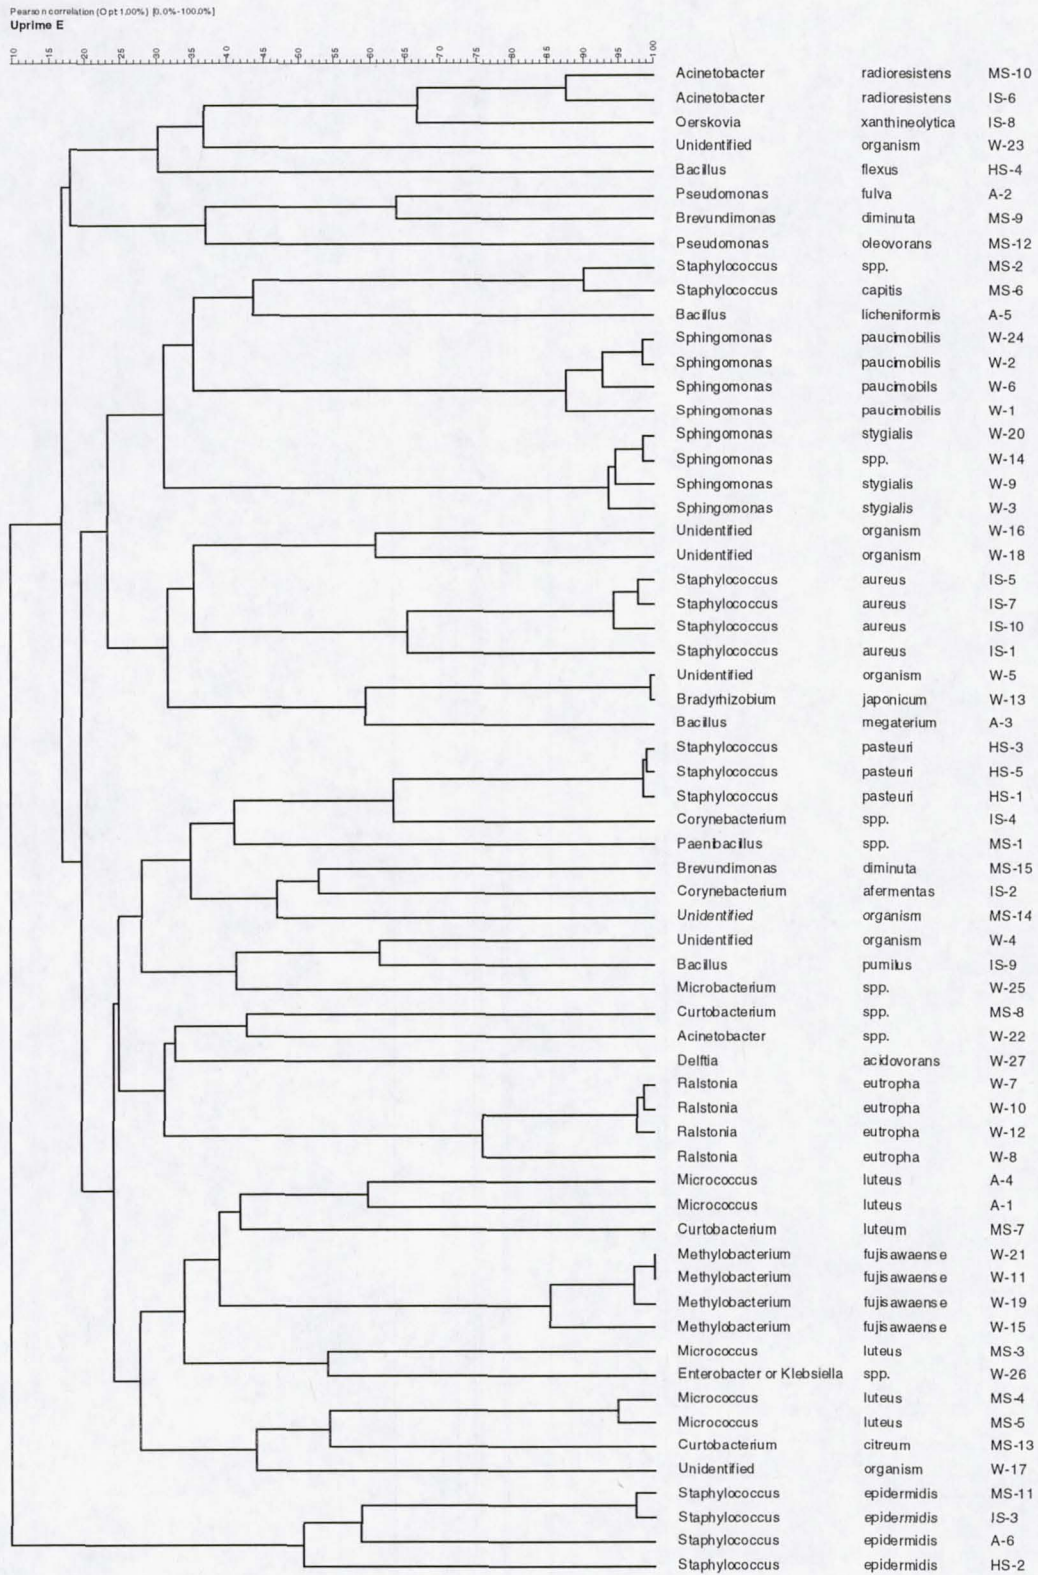 Pearson correlation (Opt 1.00%) [0.0%-100.0%]
Uprime E
10 15 20 25 30 35 40 45 50 55 60 65 70 75 80 85 90 95 100
Acinetobacter radioresistens MS-10
Acinetobacter radioresistens IS-6
Oerskovia xanthineolytica IS-8
Unidentified organism W-23
Bacillus flexus HS-4
Pseudomonas fulva A-2
Brevundimonas diminuta MS-9
Pseudomonas oleovorans MS-12
Staphylococcus spp. MS-2
Staphylococcus capitis MS-6
Bacillus licheniformis A-5
Sphingomonas paucimobilis W-24
Sphingomonas paucimobilis W-2
Sphingomonas paucimobils W-6
Sphingomonas paucimobilis W-1
Sphingomonas stygialis W-20
Sphingomonas spp. W-14
Sphingomonas stygialis W-9
Sphingomonas stygialis W-3
Unidentified organism W-16
Unidentified organism W-18
Staphylococcus aureus IS-5
Staphylococcus aureus IS-7
Staphylococcus aureus IS-10
Staphylococcus aureus IS-1
Unidentified organism W-5
Bradyrhizobium japonicum W-13
Bacillus megaterium A-3
Staphylococcus pasteuri HS-3
Staphylococcus pasteuri HS-5
Staphylococcus pasteuri HS-1
Corynebacterium spp. IS-4
Paenibacillus spp. MS-1
Brevundimonas diminuta MS-15
Corynebacterium afermentas IS-2
Unidentified organism MS-14
Unidentified organism W-4
Bacillus pumilus IS-9
Microbacterium spp. W-25
Curtobacterium spp. MS-8
Acinetobacter spp. W-22
Delftia acidovorans W-27
Ralstonia eutropha W-7
Ralstonia eutropha W-10
Ralstonia eutropha W-12
Ralstonia eutropha W-8
Micrococcus luteus A-4
Micrococcus luteus A-1
Curtobacterium luteum MS-7
Methylobacterium fujisawaense W-21
Methylobacterium fujisawaense W-11
Methylobacterium fujisawaense W-19
Methylobacterium fujisawaense W-15
Micrococcus luteus MS-3
Enterobacter or Klebsiella spp. W-26
Micrococcus luteus MS-4
Micrococcus luteus MS-5
Curtobacterium citreum MS-13
Unidentified organism W-17
Staphylococcus epidermidis MS-11
Staphylococcus epidermidis IS-3
Staphylococcus epidermidis A-6
Staphylococcus epidermidis HS-2